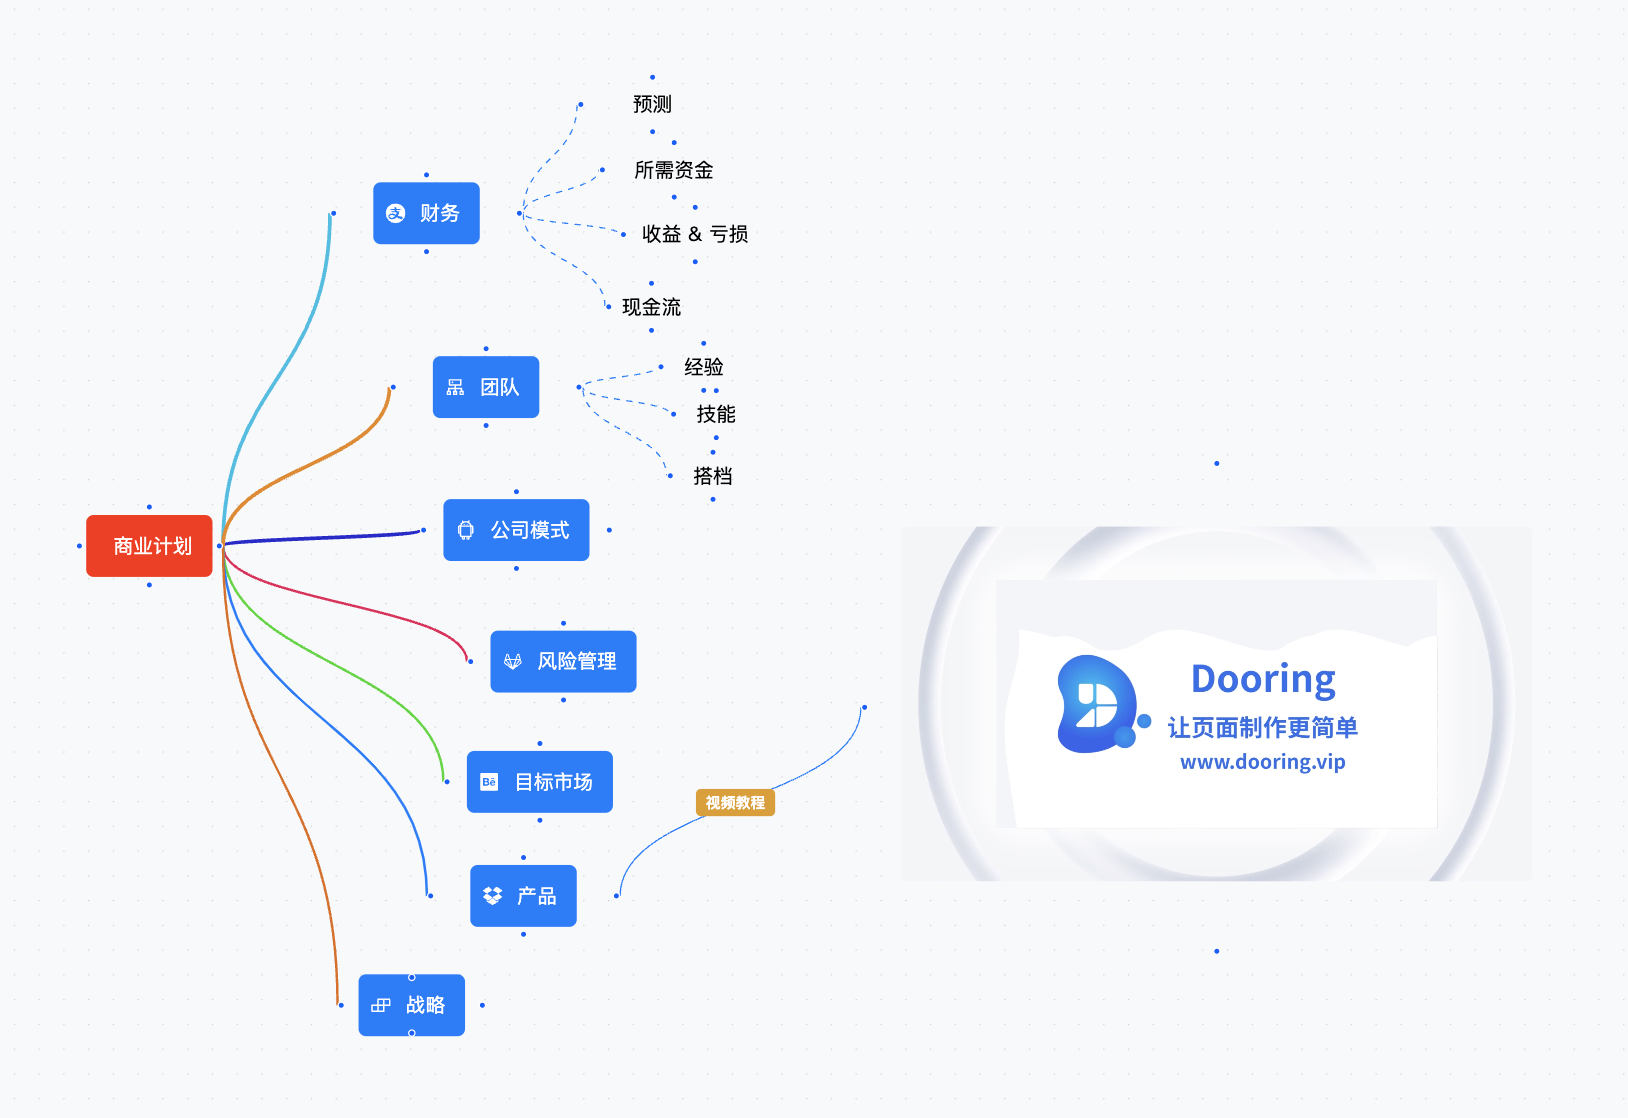 商业计划
财务
预测
所需资金
收益 & 亏损
现金流
团队
经验
技能
搭档
公司模式
风险管理
Bē
目标市场
产品
视频教程
战略
支
Dooring
让页面制作更简单
www.dooring.vip